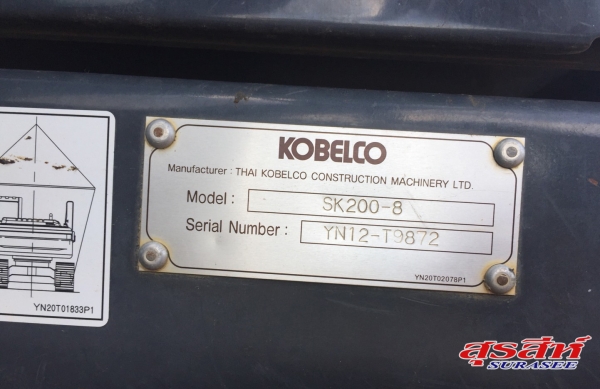 KOBELCO
Manufacturer : THAI KOBELCO CONSTRUCTION MACHINERY LTD.
Model : SK200-8
Serial Number : YN12-T9872
YN20T02078P1
YN20T01833P1
สุรสีห์
SURASEE